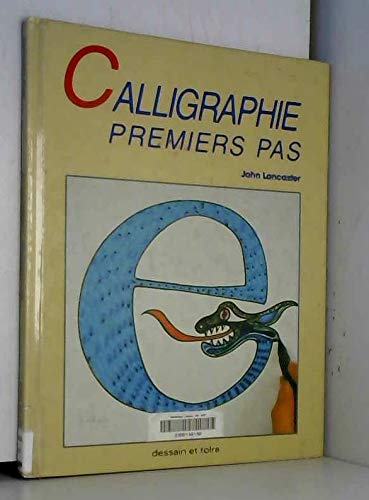 CALLIGRAPHIE
PREMIERS PAS
John Lancaster
e
dessain et tolra